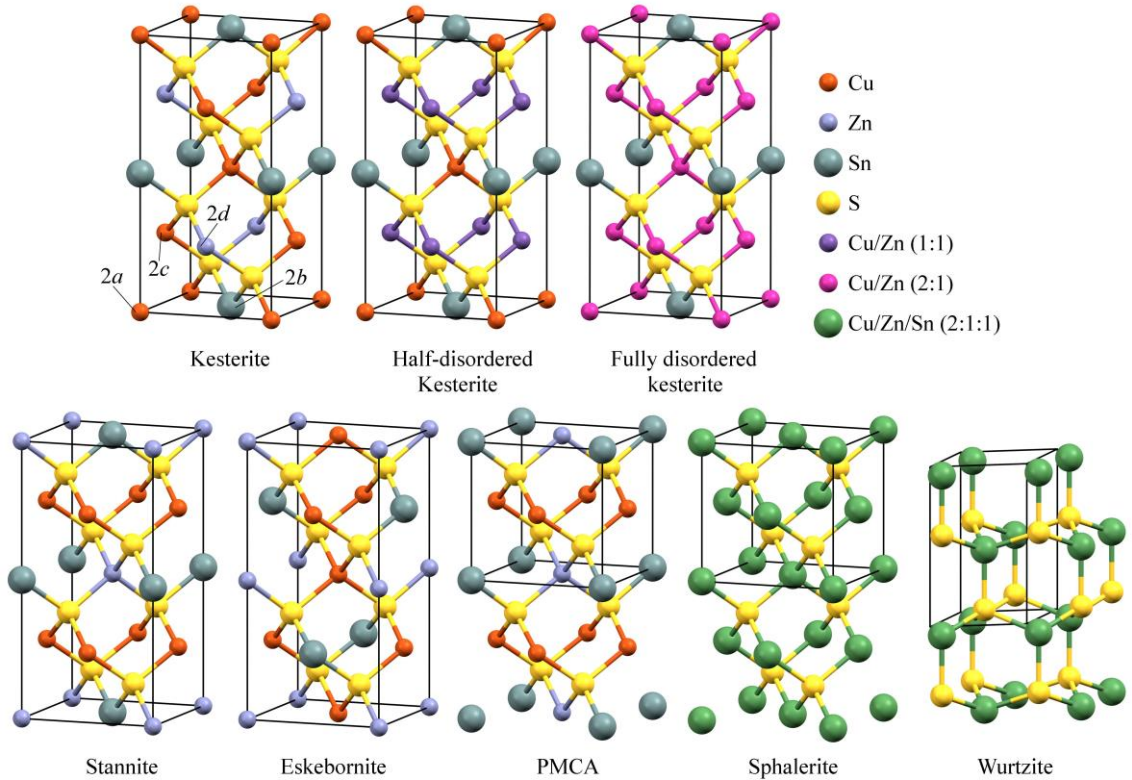 Cu
Zn
Sn
S
Cu/Zn (1:1)
Cu/Zn (2:1)
Cu/Zn/Sn (2:1:1)
2d
2c
2a
2b
Kesterite
Half-disordered
Kesterite
Fully disordered
kesterite
Stannite
Eskebornite
PMCA
Sphalerite
Wurtzite